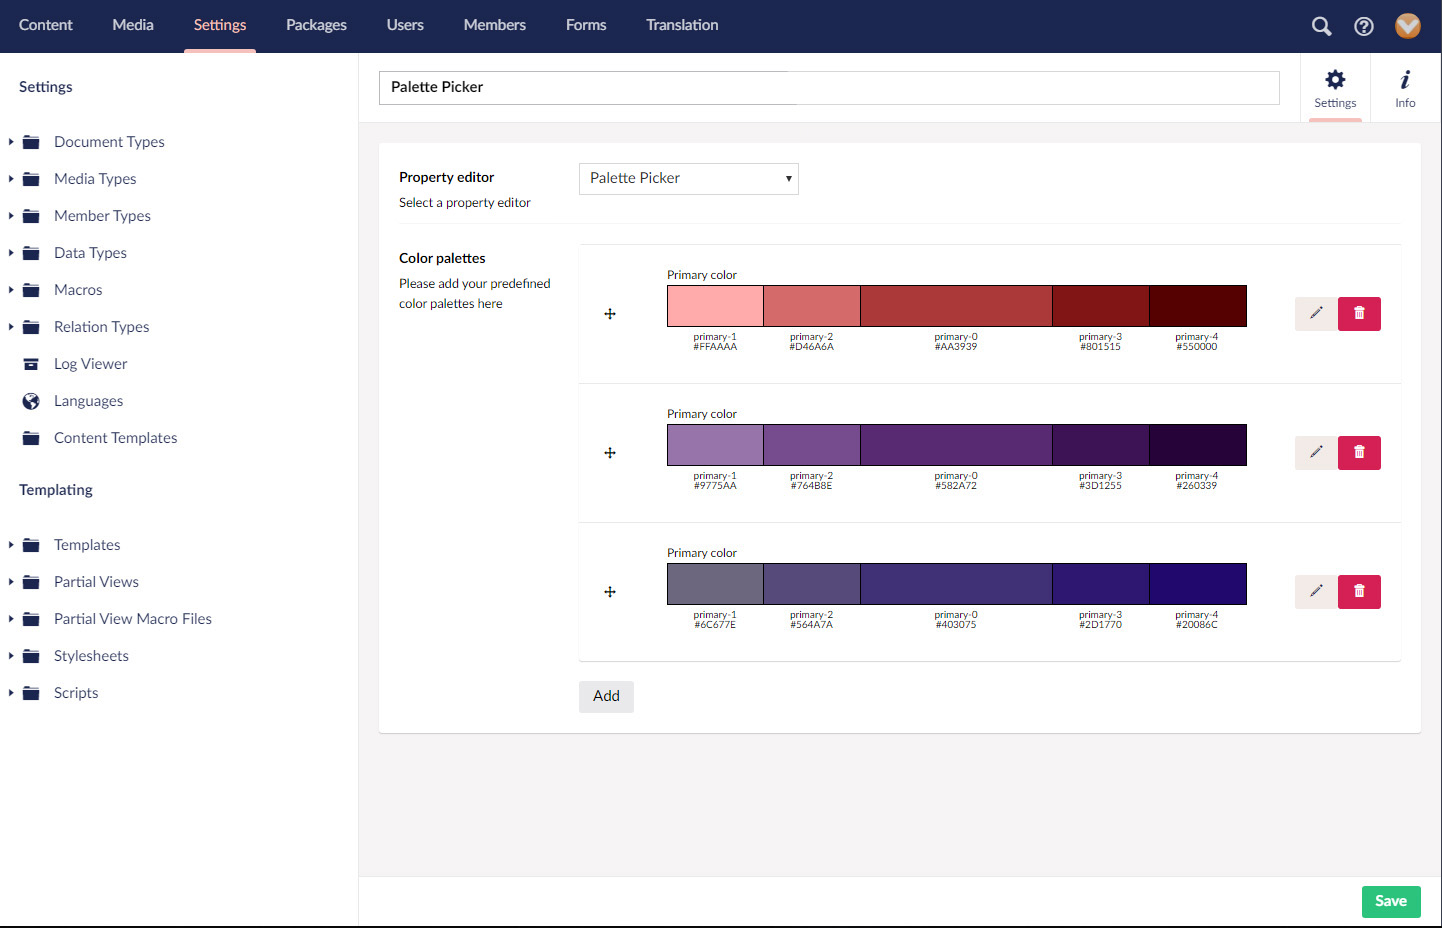 Content Media Settings Packages Users Members Forms Translation
Settings
Document Types
Media Types
Member Types
Data Types
Macros
Relation Types
Log Viewer
Languages
Content Templates
Templating
Templates
Partial Views
Partial View Macro Files
Stylesheets
Scripts
Palette Picker
Settings
Info
Property editor
Select a property editor
Palette Picker
Color palettes
Please add your predefined
color palettes here
Primary color
primary-1 primary-2 primary-0 primary-3 primary-4
#FFAAAA #D46A6A #AA3939 #801515 #550000
Primary color
primary-1 primary-2 primary-0 primary-3 primary-4
#9775AA #764B8E #582A72 #3D1255 #260339
Primary color
primary-1 primary-2 primary-0 primary-3 primary-4
#6C677E #564A7A #403075 #2D1770 #20086C
Add
Save